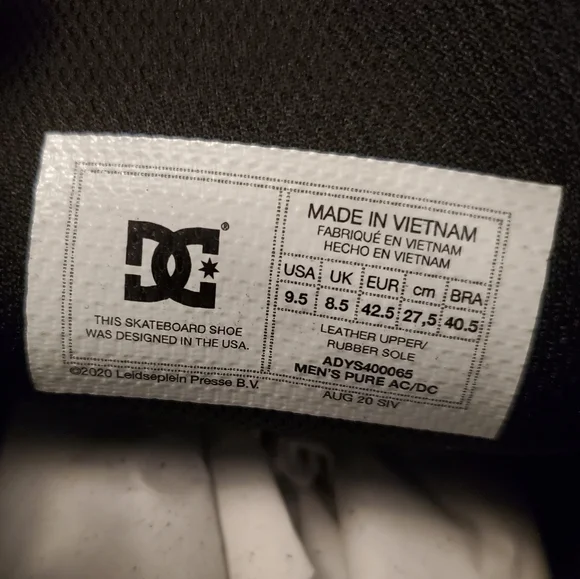 DC®
THIS SKATEBOARD SHOE
WAS DESIGNED IN THE USA.
©2020 Leidseplein Presse B.V.
MADE IN VIETNAM
FABRIQUÉ EN VIETNAM
HECHO EN VIETNAM
USA UK EUR cm BRA
9.5 8.5 42.5 27,5 40.5
LEATHER UPPER/
RUBBER SOLE
ADYS400065
MEN'S PURE AC/DC
AUG 20 SIV